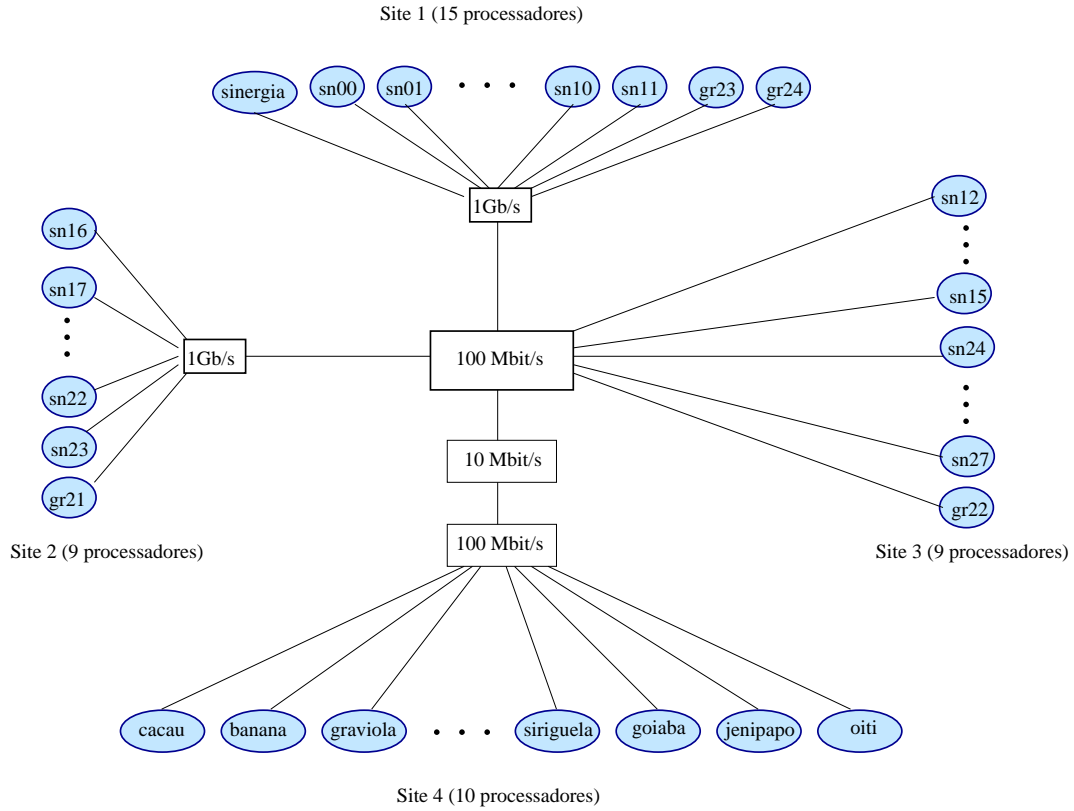 Site 1 (15 processadores)
sinergia
sn00
sn01
. . .
sn10
sn11
gr23
gr24
1Gb/s
sn16
sn17
sn22
sn23
gr21
Site 2 (9 processadores)
1Gb/s
100 Mbit/s
10 Mbit/s
100 Mbit/s
sn12
sn15
sn24
sn27
gr22
Site 3 (9 processadores)
cacau
banana
graviola
. . .
siriguela
goiaba
jenipapo
oiti
Site 4 (10 processadores)